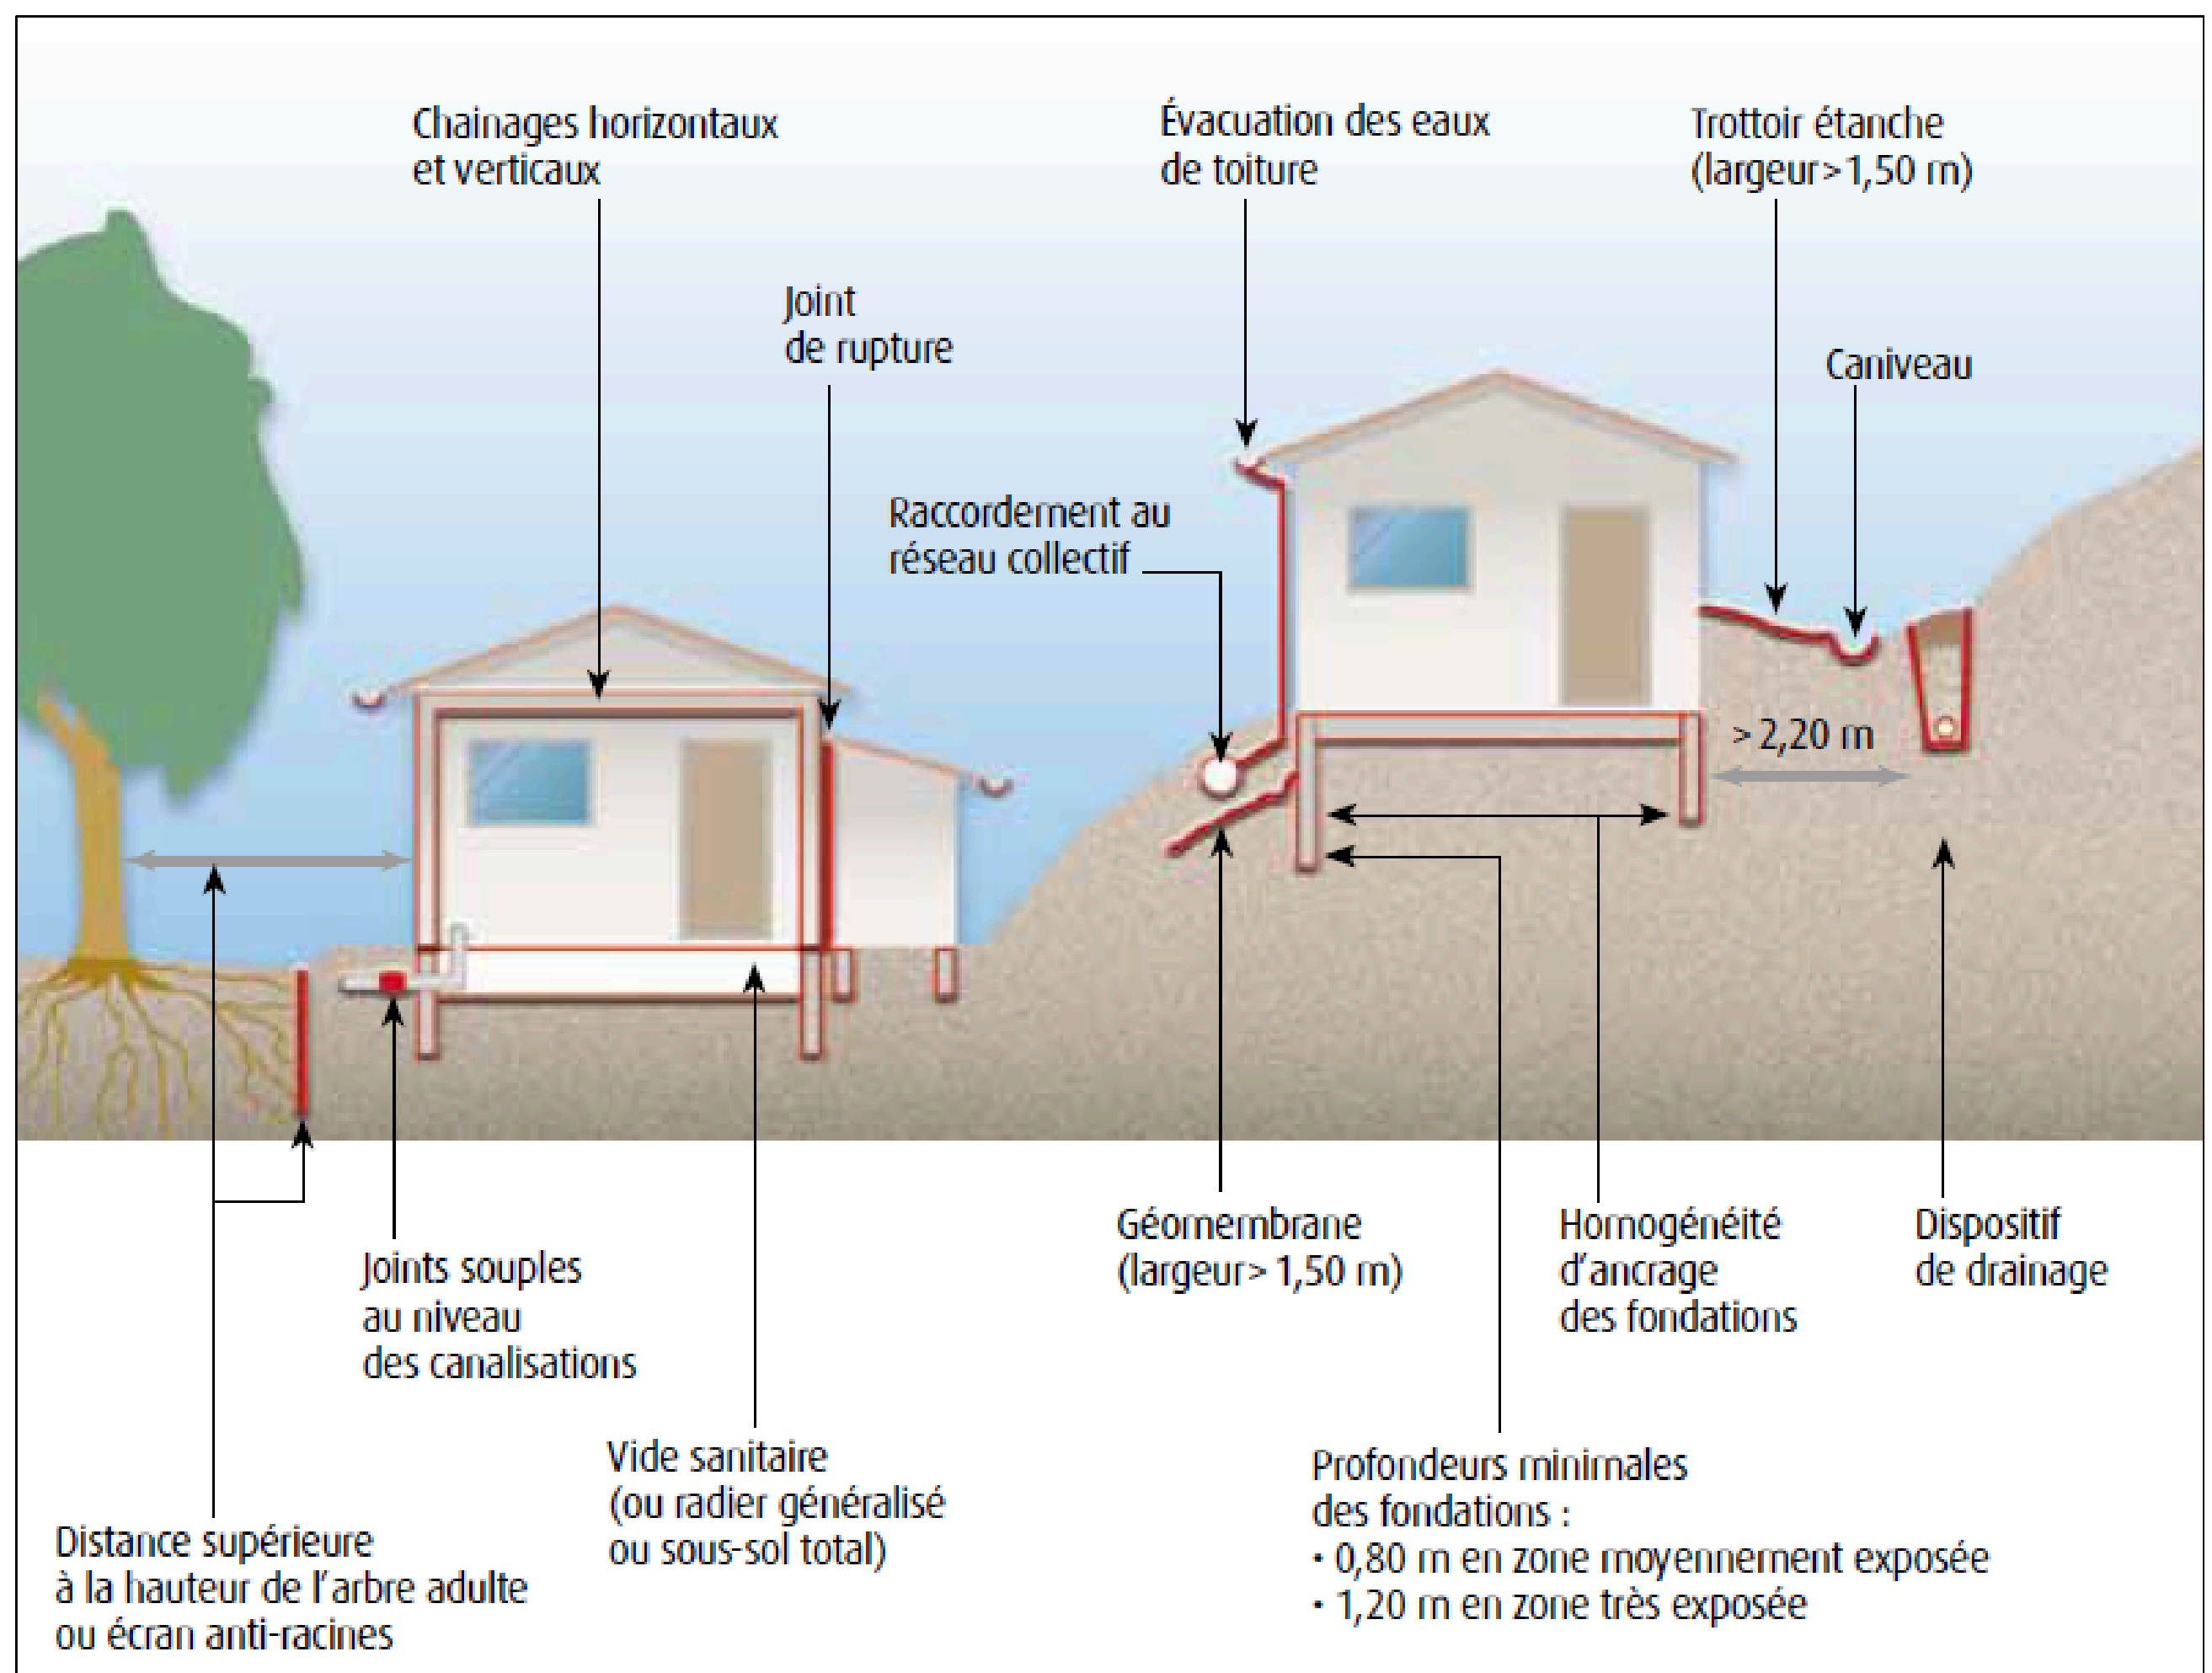 Chainages horizontaux
et verticaux
Évacuation des eaux
de toiture
Trottoir étanche
(largeur>1,50 m)
Joint
de rupture
Caniveau
Raccordement au
réseau collectif
> 2,20 m
Joints souples
au niveau
des canalisations
Géomembrane
(largeur> 1,50 m)
Homogénéité
d'ancrage
des fondations
Dispositif
de drainage
Vide sanitaire
(ou radier généralisé
ou sous-sol total)
Profondeurs minimales
des fondations :
• 0,80 m en zone moyennement exposée
• 1,20 m en zone très exposée
Distance supérieure
à la hauteur de l'arbre adulte
ou écran anti-racines